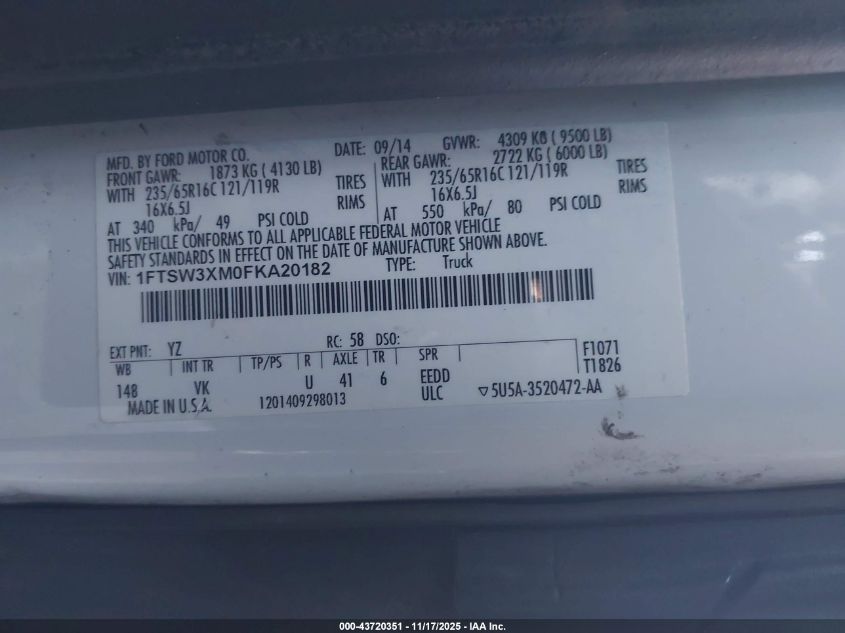 MFD. BY FORD MOTOR CO. DATE: 09/14 GVWR: 4309 KG ( 9500 LB)
FRONT GAWR: 1873 KG ( 4130 LB) REAR GAWR: 2722 KG ( 6000 LB)
WITH 235/65R16C 121/119R TIRES WITH 235/65R16C 121/119R TIRES
16X6.5J RIMS 16X6.5J RIMS
AT 340 kPa/ 49 PSI COLD AT 550 kPa/ 80 PSI COLD
THIS VEHICLE CONFORMS TO ALL APPLICABLE FEDERAL MOTOR VEHICLE
SAFETY STANDARDS IN EFFECT ON THE DATE OF MANUFACTURE SHOWN ABOVE.
VIN: 1FTSW3XM0FKA20182 TYPE: Truck
EXT PNT: YZ RC: 58 DSO: F1071
WB INT TR TP/PS R AXLE TR SPR T1826
148 VK U 41 6 EEDD
MADE IN U.S.A. 1201409298013 ULC ▽5U5A-3520472-AA
000-43720351 - 11/17/2025 - IAA Inc.